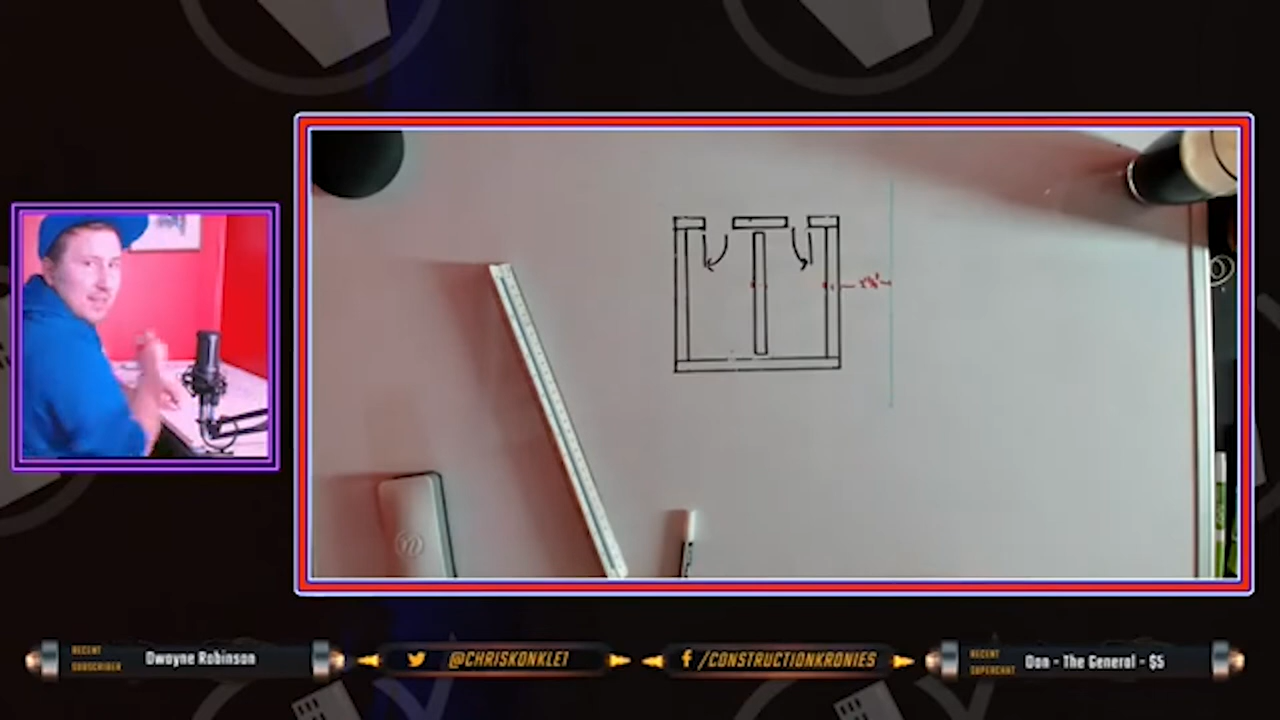 RECENT
SUBSCRIBER
Dwayne Robinson
@CHRISKONKLE1
/CONSTRUCTIONKRONIES
RECENT
SUPERCHAT
Don - The General - $5